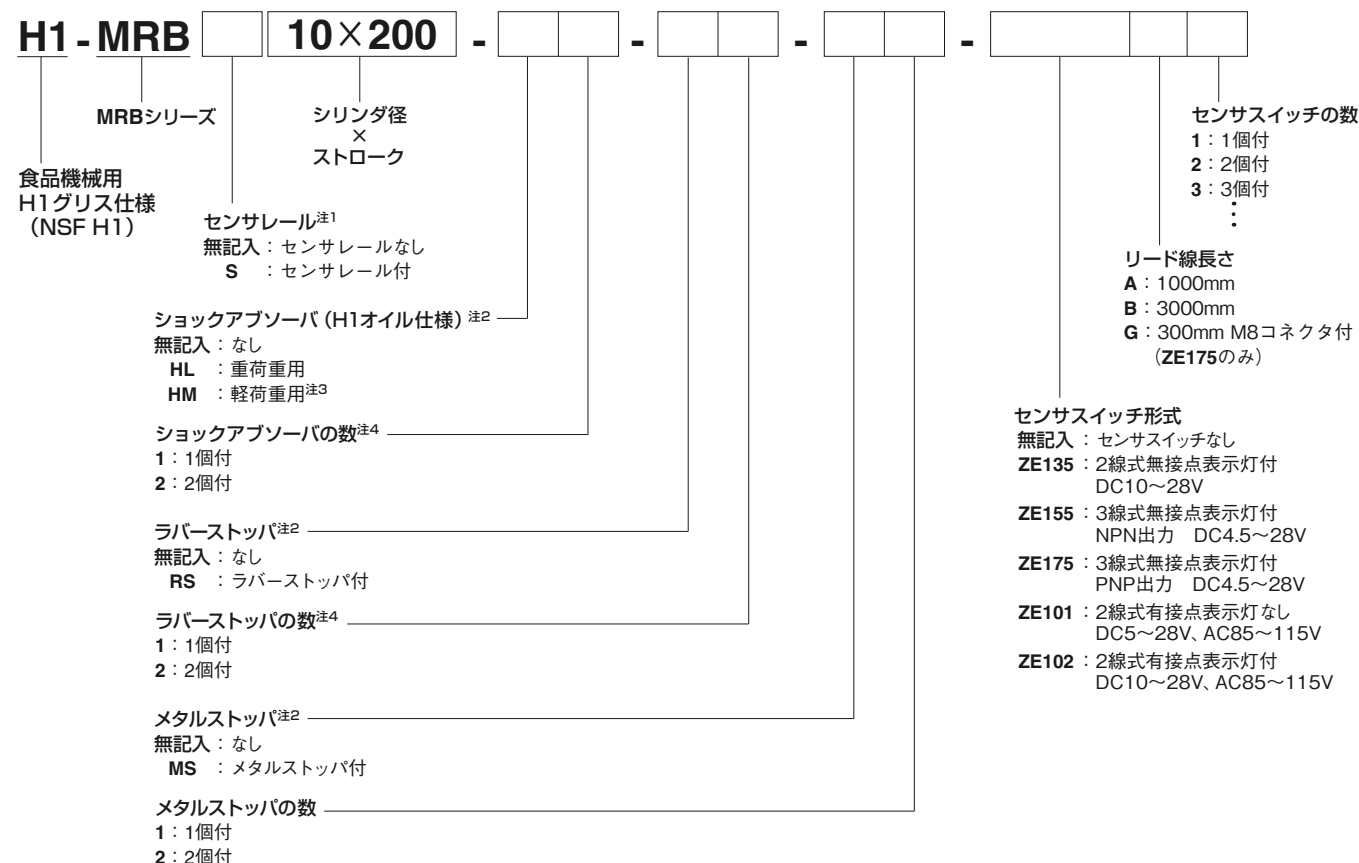 H1-MRB 10×200 - - - -
MRBシリーズ
シリンダ径
×
ストローク
食品機械用
H1グリス仕様
（NSF H1）
センサレール注1
無記入：センサレールなし
S ：センサレール付
ショックアブソーバ（H1オイル仕様）注2
無記入：なし
HL ：重荷重用
HM ：軽荷重用注3
ショックアブソーバの数注4
1：1個付
2：2個付
ラバーストッパ注2
無記入：なし
RS ：ラバーストッパ付
ラバーストッパの数注4
1：1個付
2：2個付
メタルストッパ注2
無記入：なし
MS ：メタルストッパ付
メタルストッパの数
1：1個付
2：2個付
センサスイッチの数
1：1個付
2：2個付
3：3個付
⋮
リード線長さ
A：1000mm
B：3000mm
G：300mm M8コネクタ付
（ZE175のみ）
センサスイッチ形式
無記入：センサスイッチなし
ZE135：2線式無接点表示灯付
DC10～28V
ZE155：3線式無接点表示灯付
NPN出力 DC4.5～28V
ZE175：3線式無接点表示灯付
PNP出力 DC4.5～28V
ZE101：2線式有接点表示灯なし
DC5～28V、AC85～115V
ZE102：2線式有接点表示灯付
DC10～28V、AC85～115V